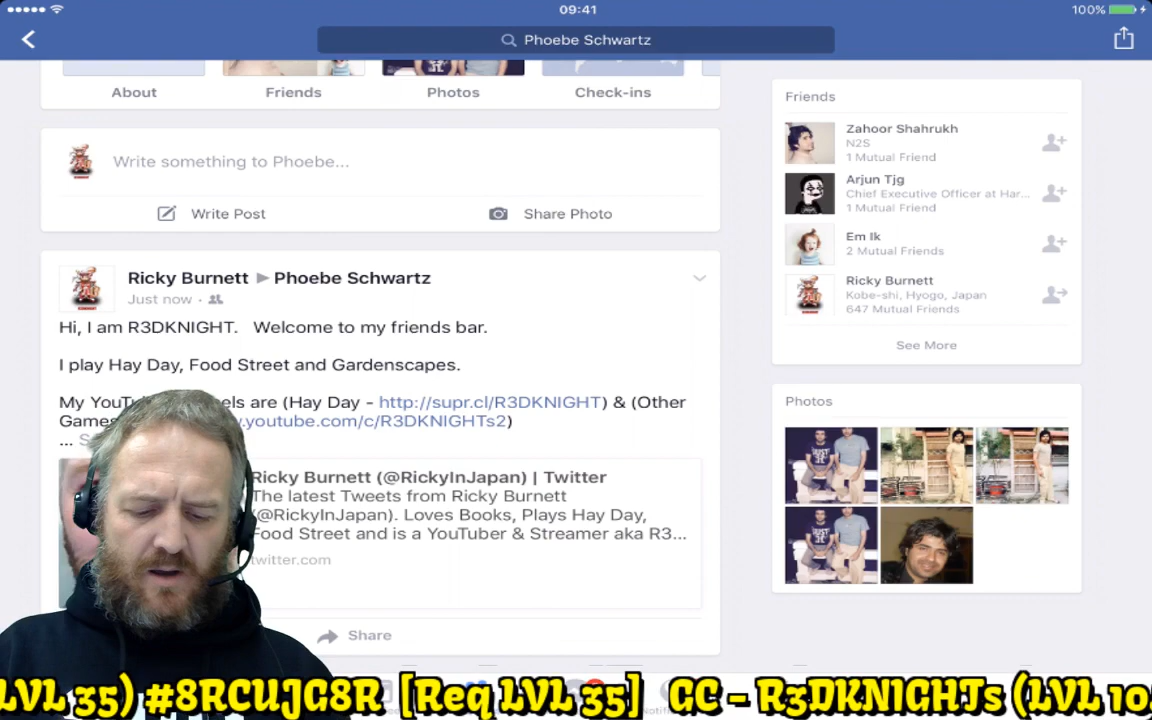 09:41
100%
Phoebe Schwartz
About
Friends
Photos
Check-ins
Write something to Phoebe...
Write Post
Share Photo
Ricky Burnett ▶ Phoebe Schwartz
Just now ·
Hi, I am R3DKNIGHT. Welcome to my friends bar.
I play Hay Day, Food Street and Gardenscapes.
My YouT els are (Hay Day - http://supr.cl/R3DKNIGHT) & (Other
Game .youtube.com/c/R3DKNIGHTs2)
...
Ricky Burnett (@RickyInJapan) | Twitter
The latest Tweets from Ricky Burnett
(@RickyInJapan). Loves Books, Plays Hay Day,
Food Street and is a YouTuber & Streamer aka R3...
twitter.com
Share
Friends
Zahoor Shahrukh
N2S
1 Mutual Friend
Arjun Tjg
Chief Executive Officer at Har...
1 Mutual Friend
Em Ik
2 Mutual Friends
Ricky Burnett
Kobe-shi, Hyogo, Japan
647 Mutual Friends
See More
Photos
LVL 35) #8RCUJG8R [Req LVL 35] GC - R3DKNIGHTs (LVL 10